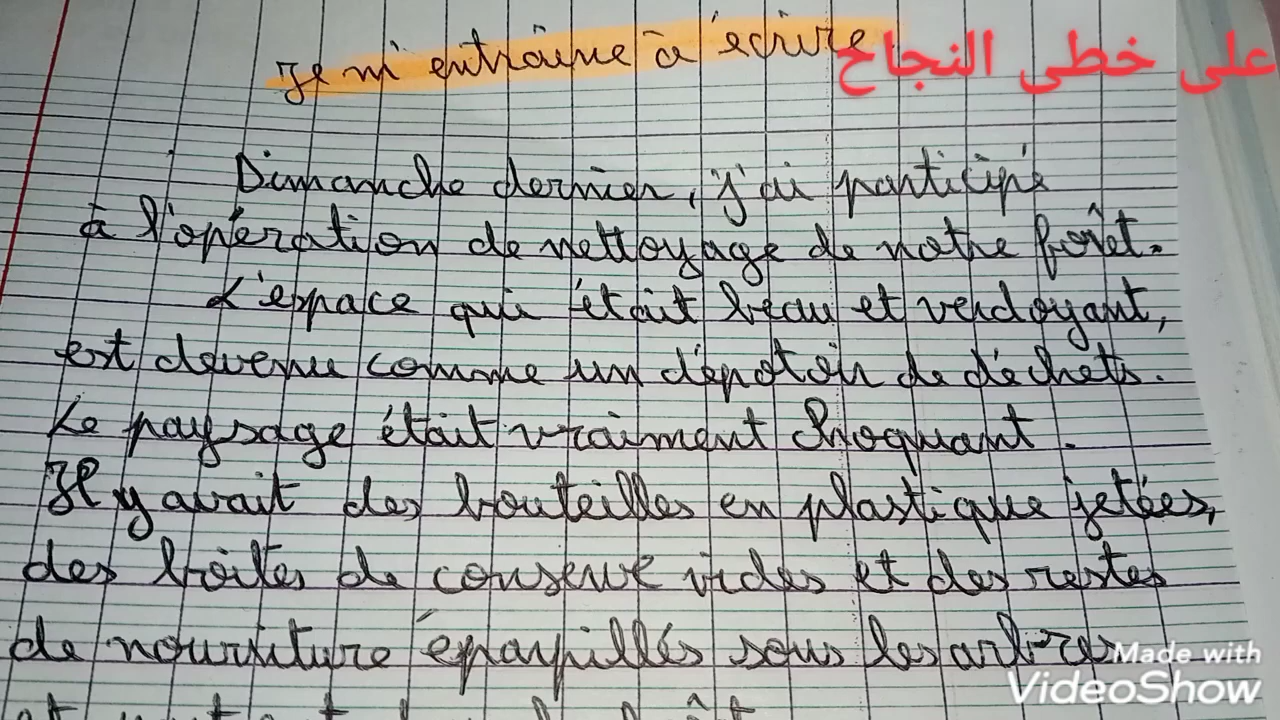 Je m'entraîne à écrire
على خطى النجاح
Dimanche dernier, j'ai participé
à l'opération de nettoyage de notre forêt.
L'espace qui était beau et verdoyant,
est devenu comme un dépotoir de déchets.
Le paysage était vraiment choquant.
Il y avait des bouteilles en plastique jetées,
des boîtes de conserve vides et des restes
de nourriture éparpillés sous les arbres
Made with
VideoShow